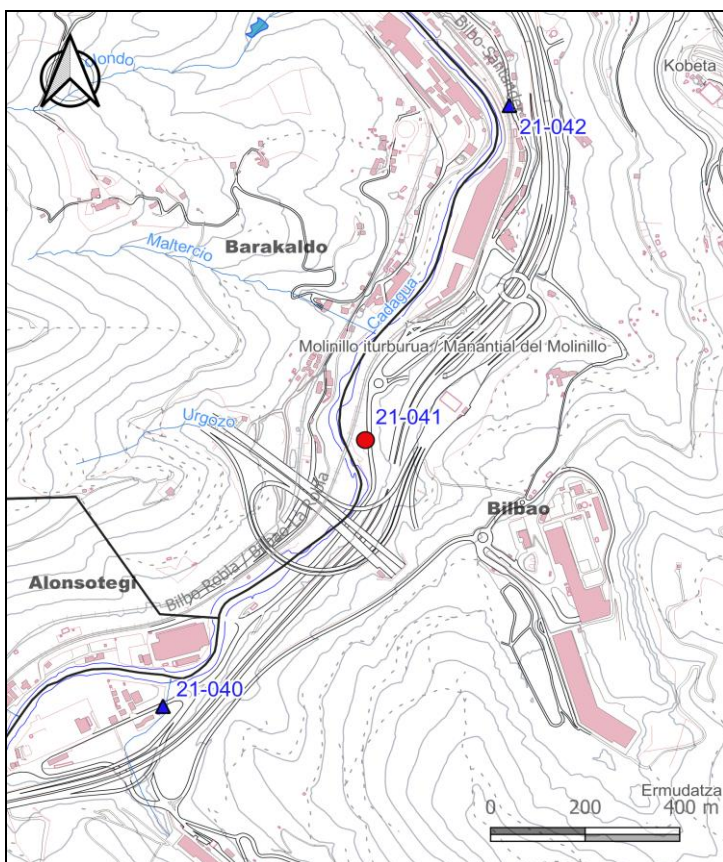 Kobeta
Bilbo-Santander
21-042
Barakaldo
Maltercio
Cadagua
Molinillo iturburua / Manantial del Molinillo
21-041
Urgozo
Bilbao
Bilbo Robla / Bilbao La Robla
Alonsotegi
21-040
Ermudatza
0 200 400 m